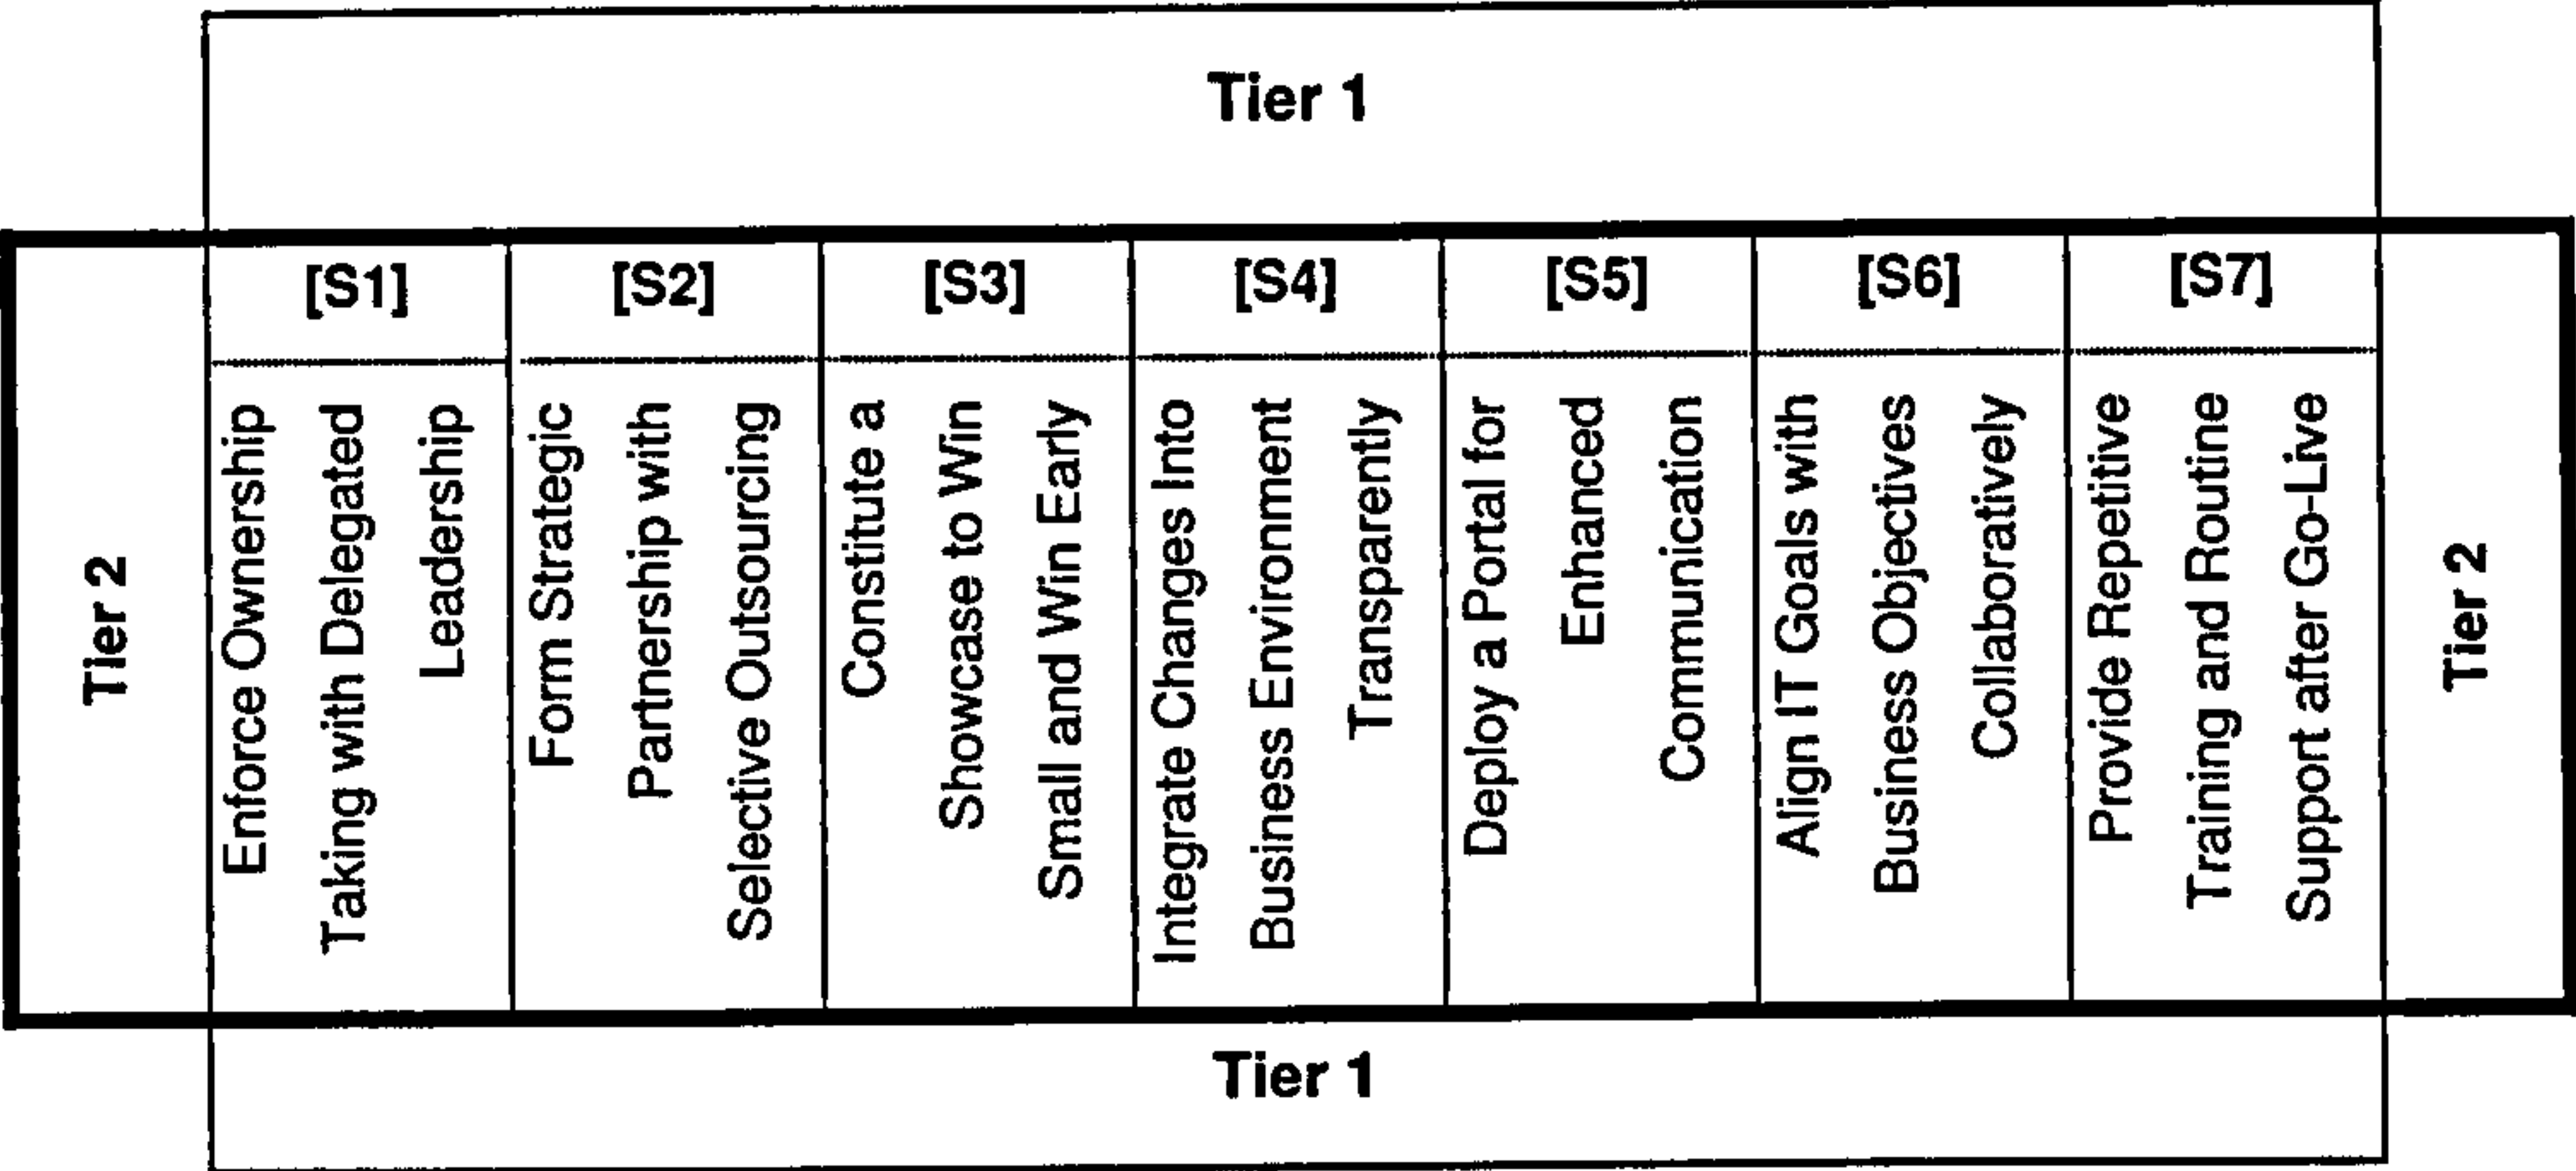 Tier 1
Tier 2
[S1]
Enforce Ownership
Taking with Delegated
Leadership
[S2]
Form Strategic
Partnership with
Selective Outsourcing
[S3]
Constitute a
Showcase to Win
Small and Win Early
[S4]
Integrate Changes Into
Business Environment
Transparently
[S5]
Deploy a Portal for
Enhanced
Communication
[S6]
Align IT Goals with
Business Objectives
Collaboratively
[S7]
Provide Repetitive
Training and Routine
Support after Go-Live
Tier 2
Tier 1